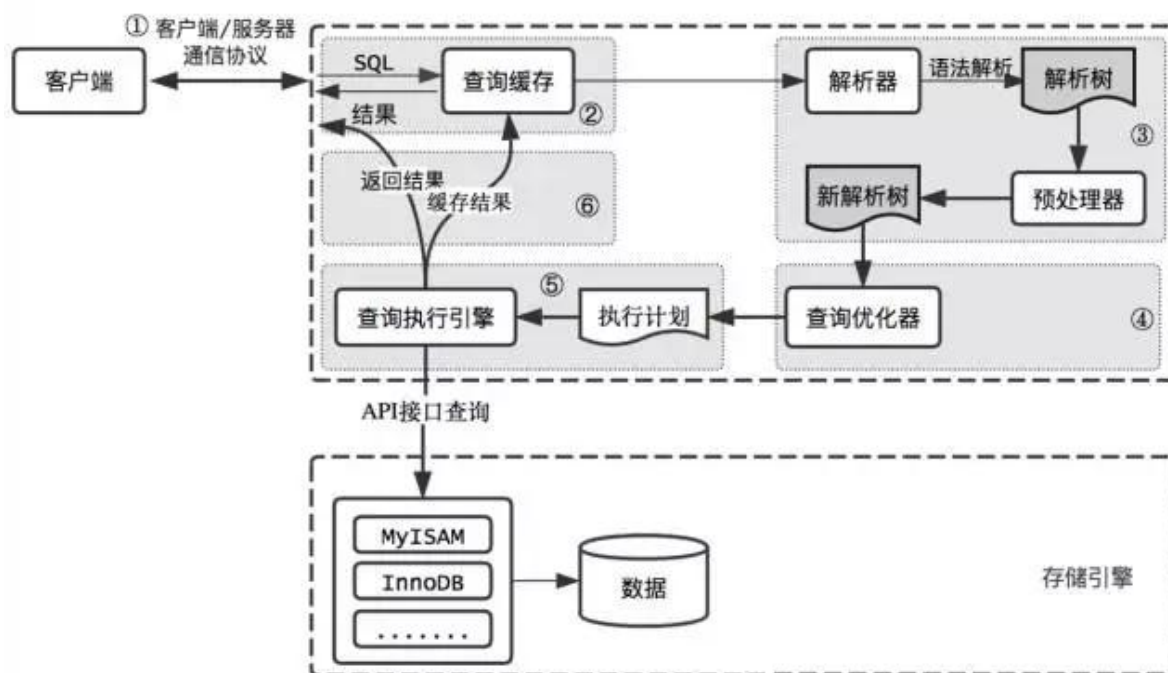 ① 客户端/服务器
通信协议
客户端
SQL
查询缓存
结果
②
解析器
语法解析
解析树
③
返回结果
缓存结果
⑥
新解析树
预处理器
查询执行引擎
⑤
执行计划
查询优化器
④
API接口查询
MyISAM
InnoDB
.......
数据
存储引擎